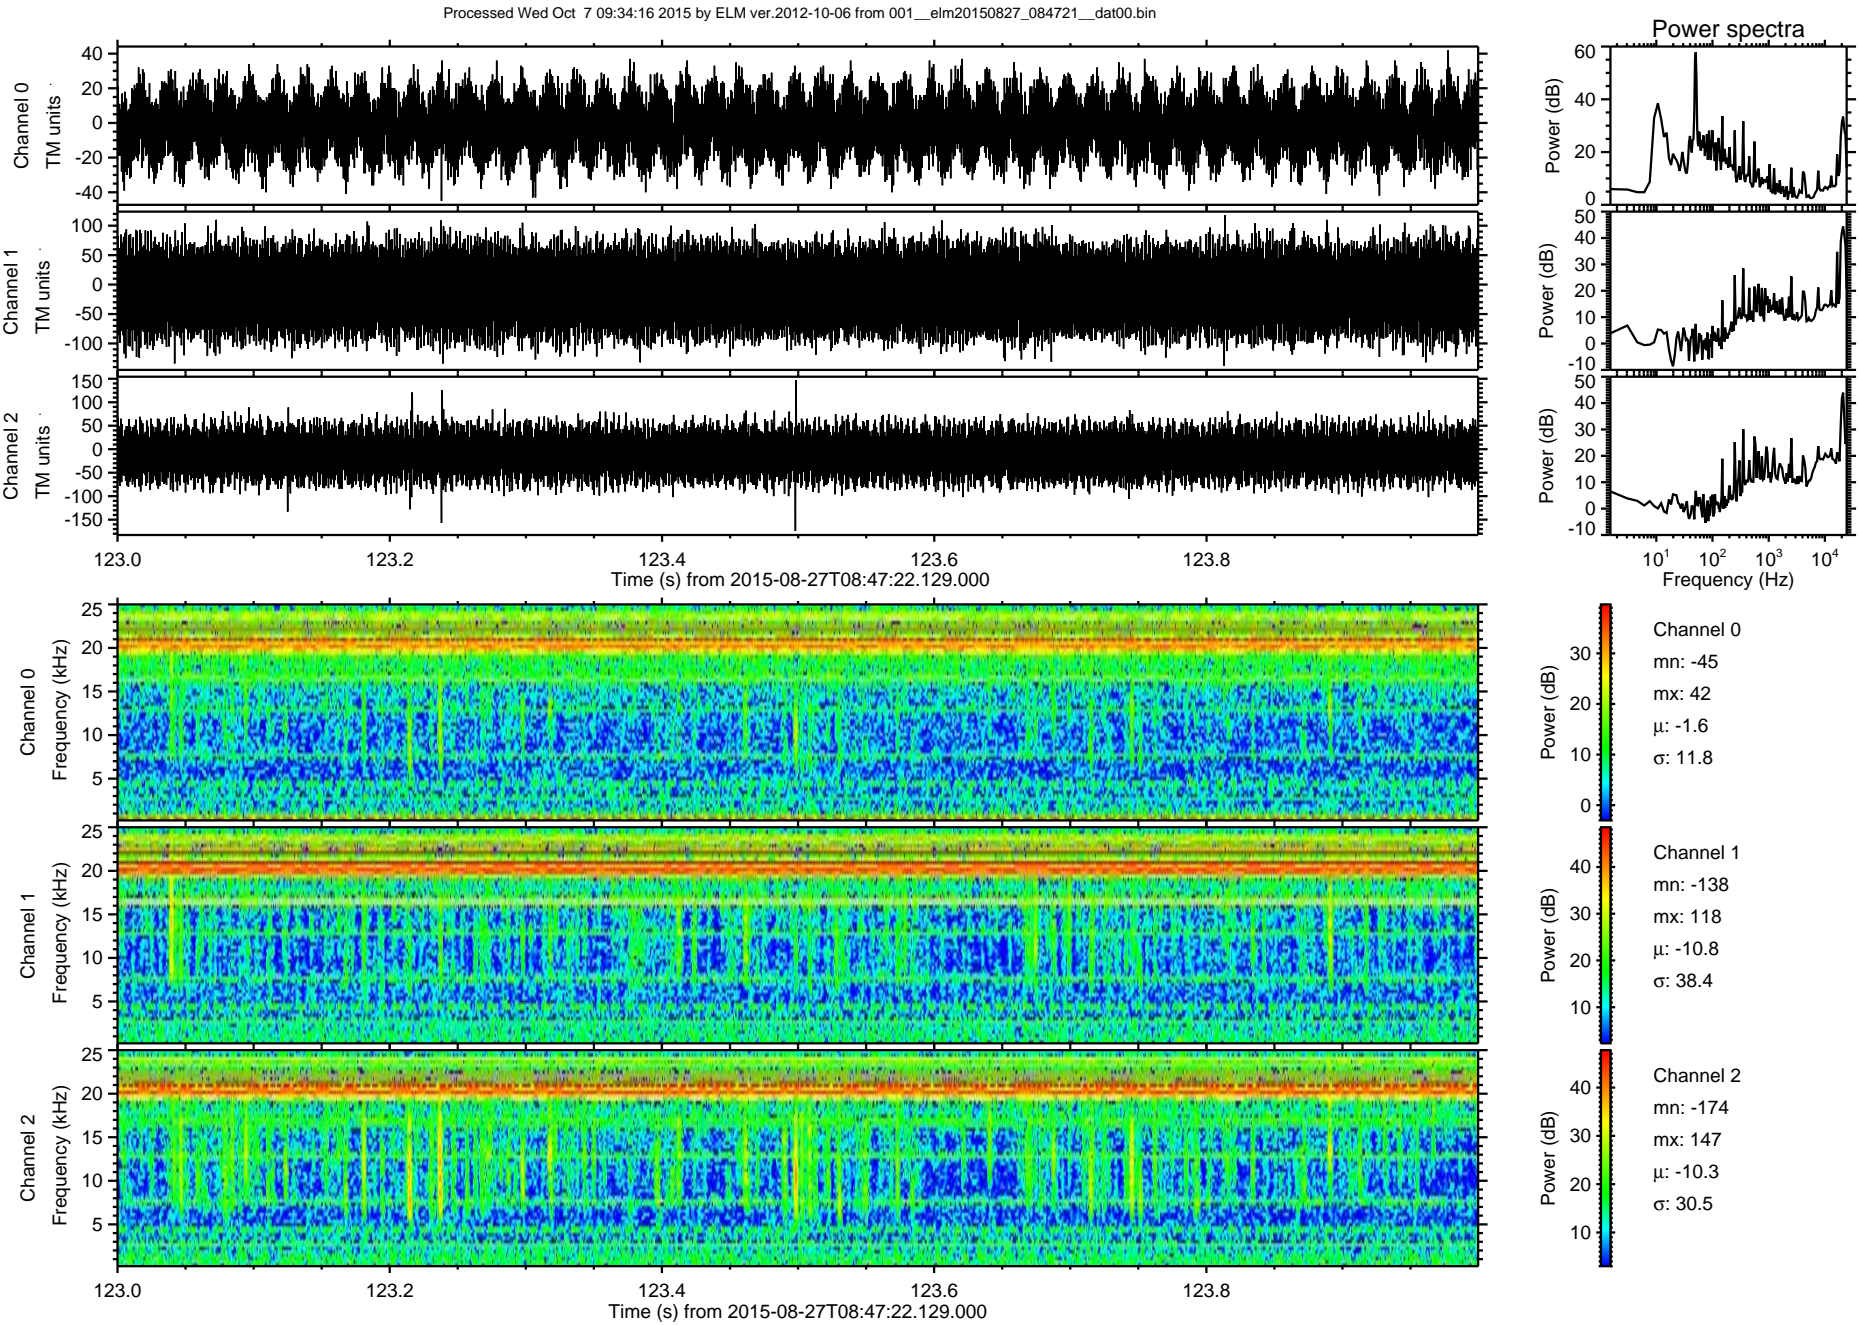 Processed Wed Oct  7 09:34:16 2015 by ELM ver.2012-10-06 from 001__elm20150827_084721__dat00.bin
Power spectra
Channel 0
TM units
40
20
0
-20
-40
Power (dB)
60
40
20
0
Channel 1
TM units
100
50
0
-50
-100
Power (dB)
50
40
30
20
10
0
-10
Channel 2
TM units
150
100
50
0
-50
-100
-150
Power (dB)
50
40
30
20
10
0
-10
123.0 123.2 123.4 123.6 123.8
Time (s) from 2015-08-27T08:47:22.129.000
10¹ 10² 10³ 10⁴
Frequency (Hz)
Channel 0
Frequency (kHz)
25
20
15
10
5
Power (dB)
30
20
10
0
Channel 0
mn: -45
mx: 42
μ: -1.6
σ: 11.8
Channel 1
Frequency (kHz)
25
20
15
10
5
Power (dB)
40
30
20
10
Channel 1
mn: -138
mx: 118
μ: -10.8
σ: 38.4
Channel 2
Frequency (kHz)
25
20
15
10
5
Power (dB)
40
30
20
10
Channel 2
mn: -174
mx: 147
μ: -10.3
σ: 30.5
123.0 123.2 123.4 123.6 123.8
Time (s) from 2015-08-27T08:47:22.129.000